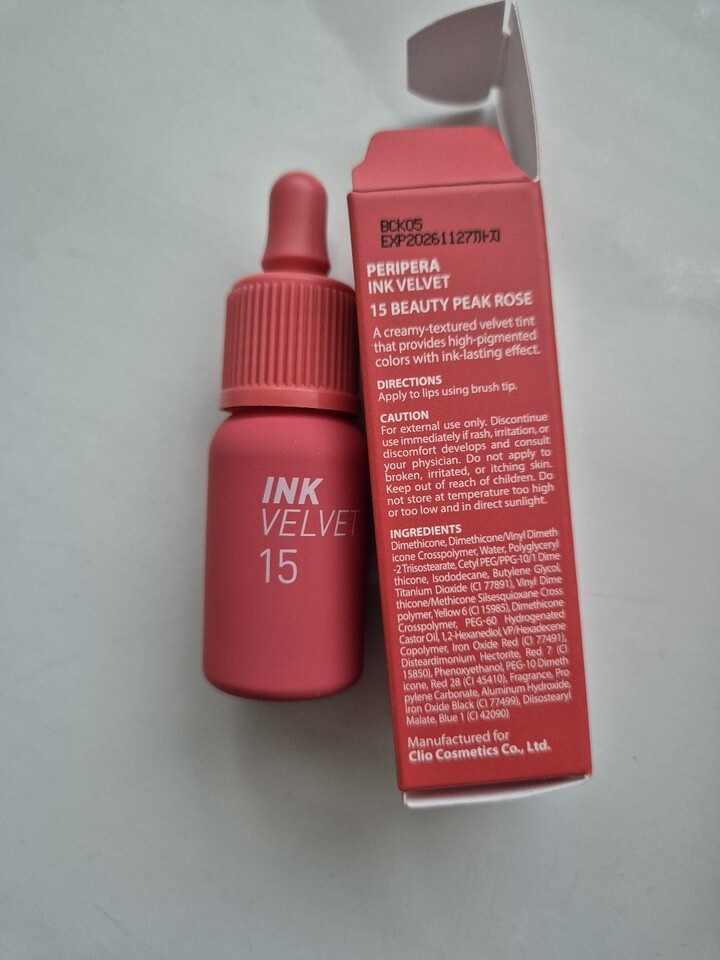 INK
VELVET
15
BCK05
EXP20261127까지
PERIPERA
INK VELVET
15 BEAUTY PEAK ROSE
A creamy-textured velvet tint
that provides high-pigmented
colors with ink-lasting effect.
DIRECTIONS
Apply to lips using brush tip.
CAUTION
For external use only. Discontinue
use immediately if rash, irritation, or
discomfort develops and consult
your physician. Do not apply to
broken, irritated, or itching skin.
Keep out of reach of children. Do
not store at temperature too high
or too low and in direct sunlight.
INGREDIENTS
Dimethicone, Dimethicone/Vinyl Dimeth
icone Crosspolymer, Water, Polyglyceryl
-2 Triisostearate, Cetyl PEG/PPG-10/1 Dime
thicone, Isododecane, Butylene Glycol,
Titanium Dioxide (CI 77891), Vinyl Dime
thicone/Methicone Silsesquioxane Cross
polymer, Yellow 6 (CI 15985), Dimethicone
Crosspolymer, PEG-60 Hydrogenated
Castor Oil, 1,2-Hexanediol, VP/Hexadecene
Copolymer, Iron Oxide Red (CI 77491),
Disteardimonium Hectorite, Red 7 (CI
15850), Phenoxyethanol, PEG-10 Dimeth
icone, Red 28 (CI 45410), Fragrance, Pro
pylene Carbonate, Aluminum Hydroxide,
Iron Oxide Black (CI 77499), Diisostearyl
Malate, Blue 1 (CI 42090)
Manufactured for
Clio Cosmetics Co., Ltd.